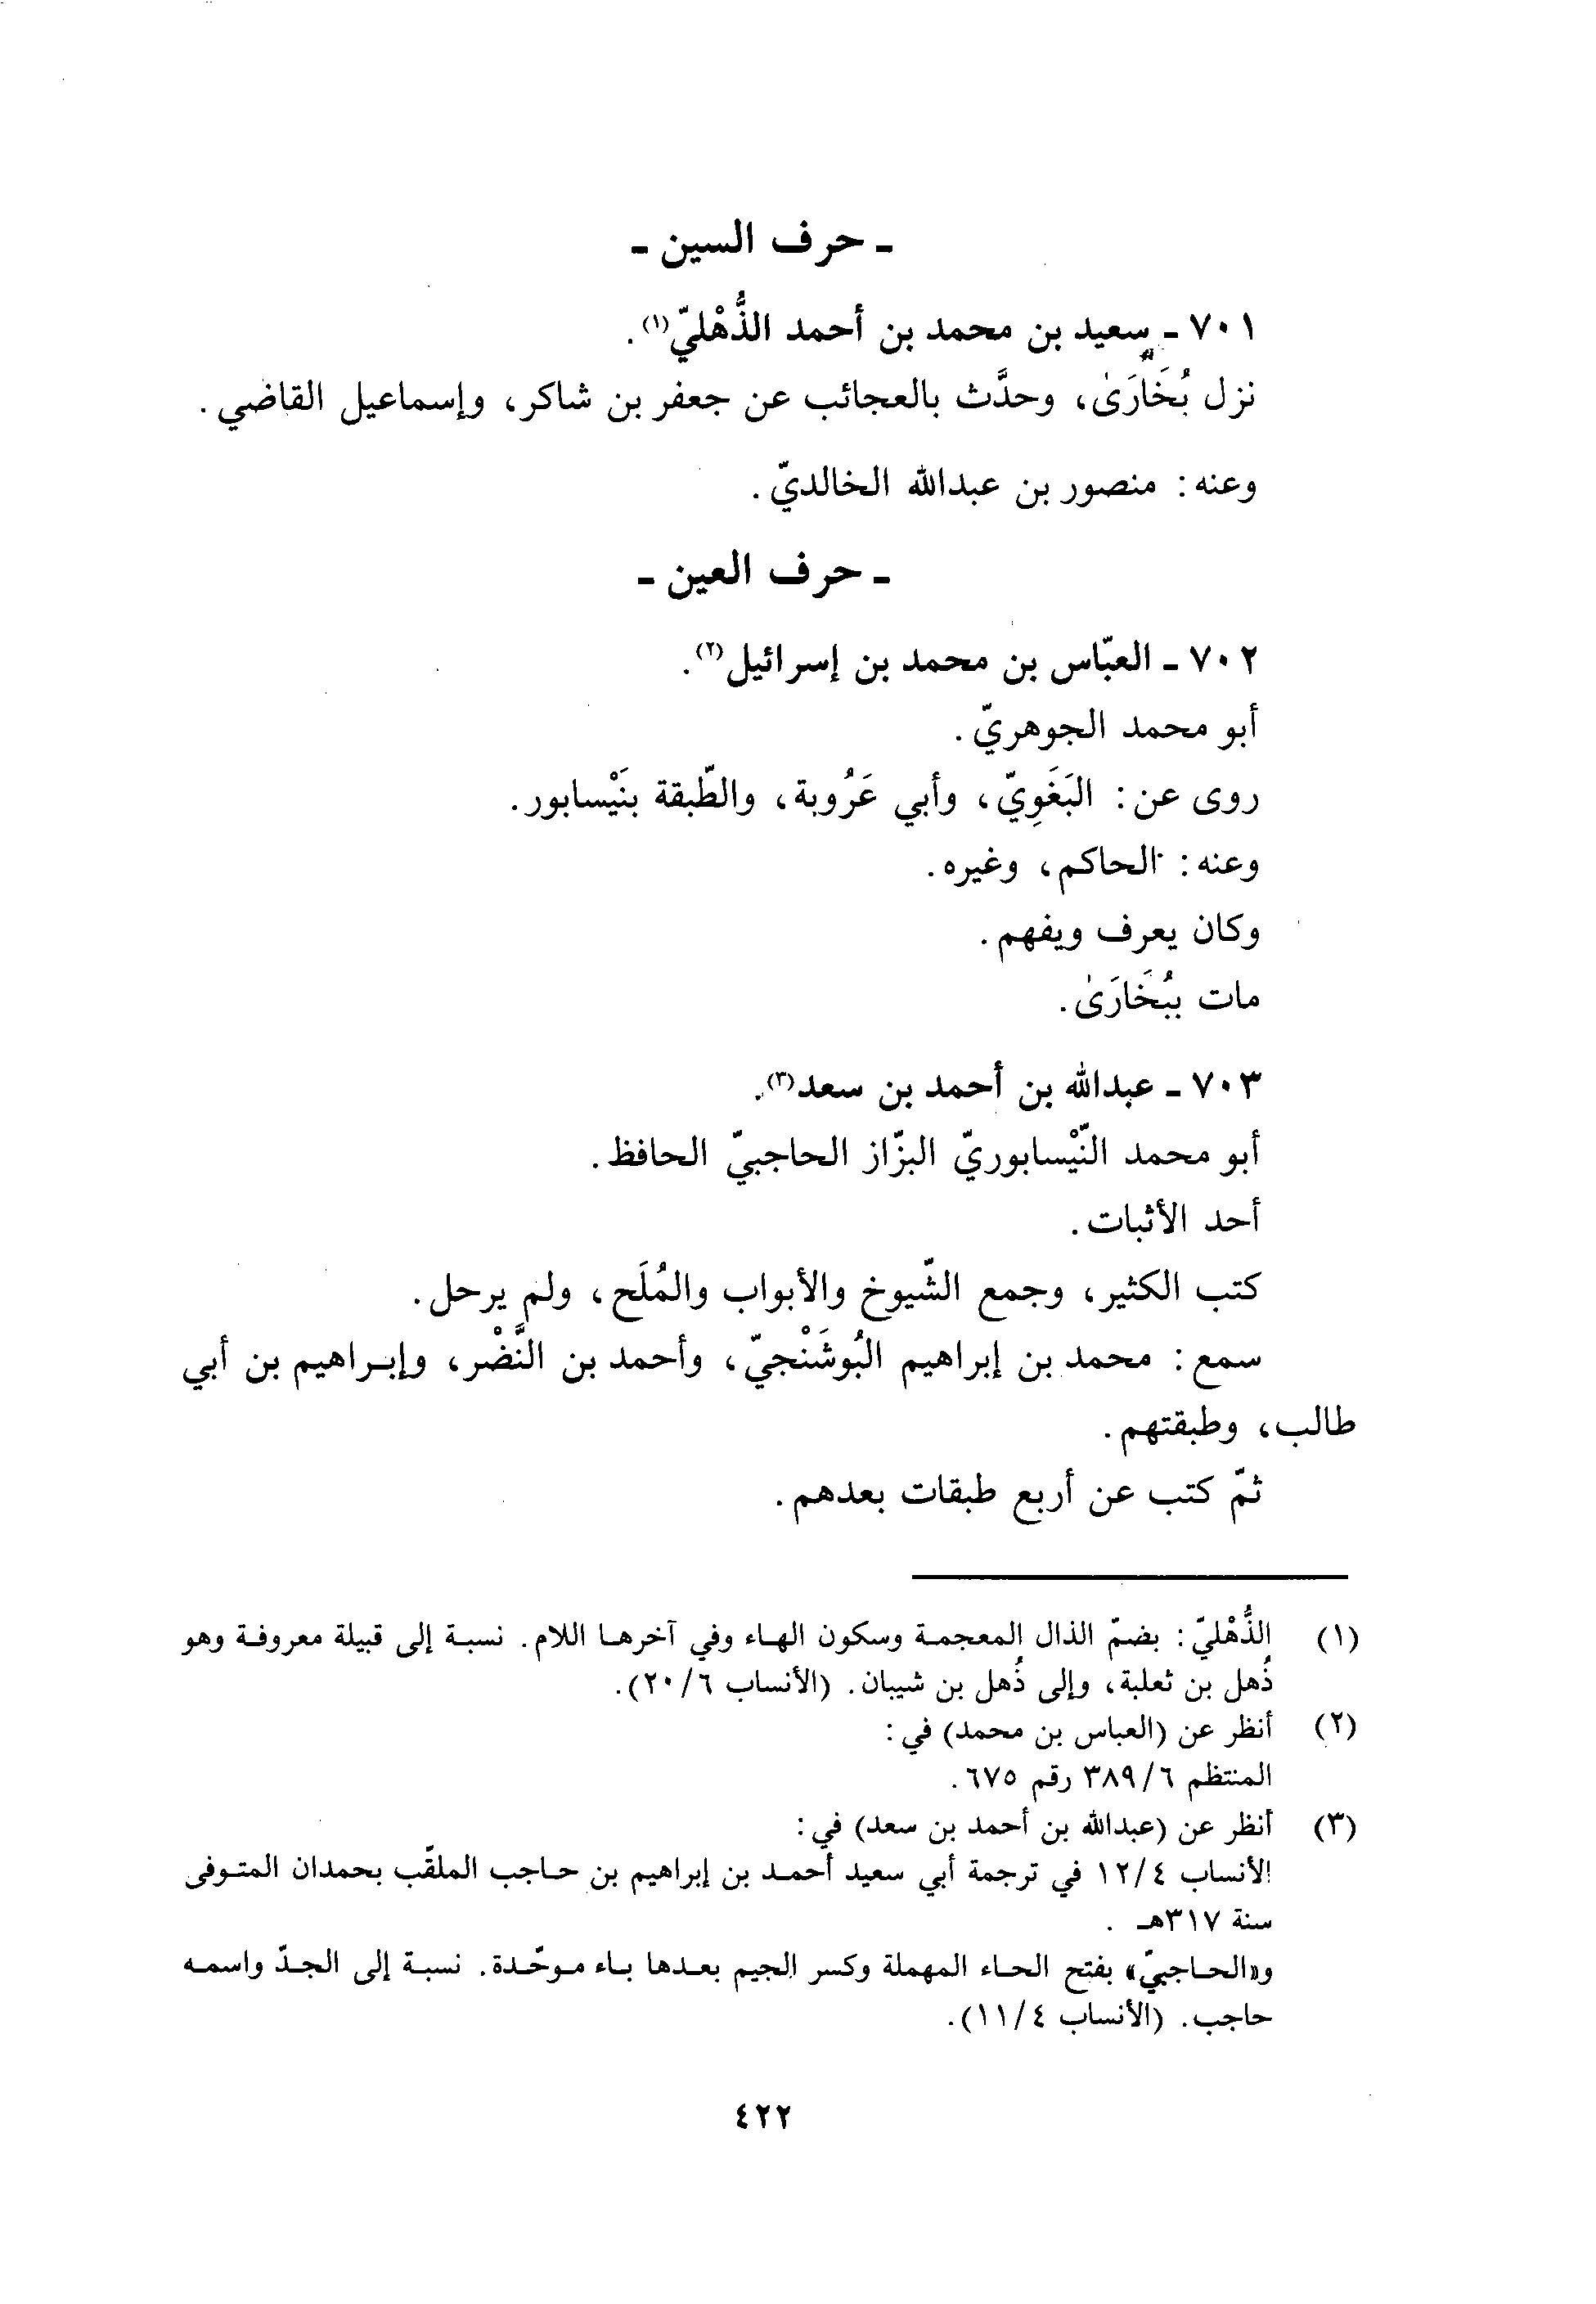 ـ حرف السين ـ
٧٠١ ـ سعيد بن محمد بن أحمد الذُّهْليّ(١).
نزل بُخَارَىٰ، وحدَّث بالعجائب عن جعفر بن شاكر، وإسماعيل القاضي.
وعنه: منصور بن عبدالله الخالديّ.
ـ حرف العين ـ
٧٠٢ ـ العبّاس بن محمد بن إسرائيل(٢).
أبو محمد الجوهريّ.
روى عن: البَغَوِيّ، وأبي عَرُوبة، والطّبقة بنَيْسابور.
وعنه: الحاكم، وغيره.
وكان يعرف ويفهم.
مات ببُخَارَىٰ.
٧٠٣ ـ عبدالله بن أحمد بن سعد(٣).
أبو محمد النَّيْسابوريّ البزّاز الحاجبيّ الحافظ.
أحد الأثبات.
كتب الكثير، وجمع الشّيوخ والأبواب والمُلَح، ولم يرحل.
سمع: محمد بن إبراهيم البُوشَنْجيّ، وأحمد بن النَّضْر، وإبراهيم بن أبي
طالب، وطبقتهم.
ثمّ كتب عن أربع طبقات بعدهم.
(١) الذُّهْليّ: بضمّ الذال المعجمة وسكون الهاء وفي آخرها اللام. نسبة إلى قبيلة معروفة وهو
ذُهل بن ثعلبة، وإلى ذُهل بن شيبان. (الأنساب ٦/٢٠).
(٢) أنظر عن (العباس بن محمد) في:
المنتظم ٦/٣٨٩ رقم ٦٧٥.
(٣) أنظر عن (عبدالله بن أحمد بن سعد) في:
الأنساب ٤/١٢ في ترجمة أبي سعيد أحمد بن إبراهيم بن حاجب الملقّب بحمدان المتوفى
سنة ٣١٧هـ .
و«الحاجبيّ» بفتح الحاء المهملة وكسر الجيم بعدها باء موحّدة. نسبة إلى الجدّ واسمه
حاجب. (الأنساب ٤/١١).
٤٢٢